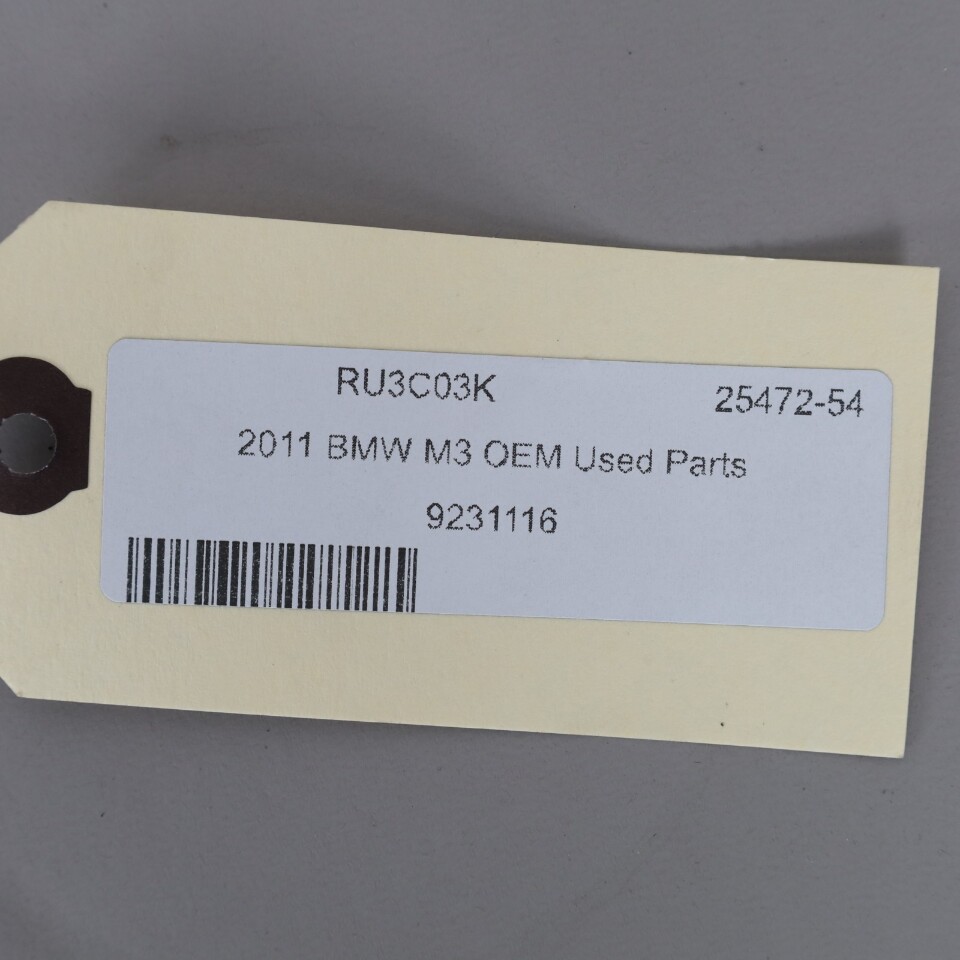 RU3C03K 25472-54
2011 BMW M3 OEM Used Parts
9231116